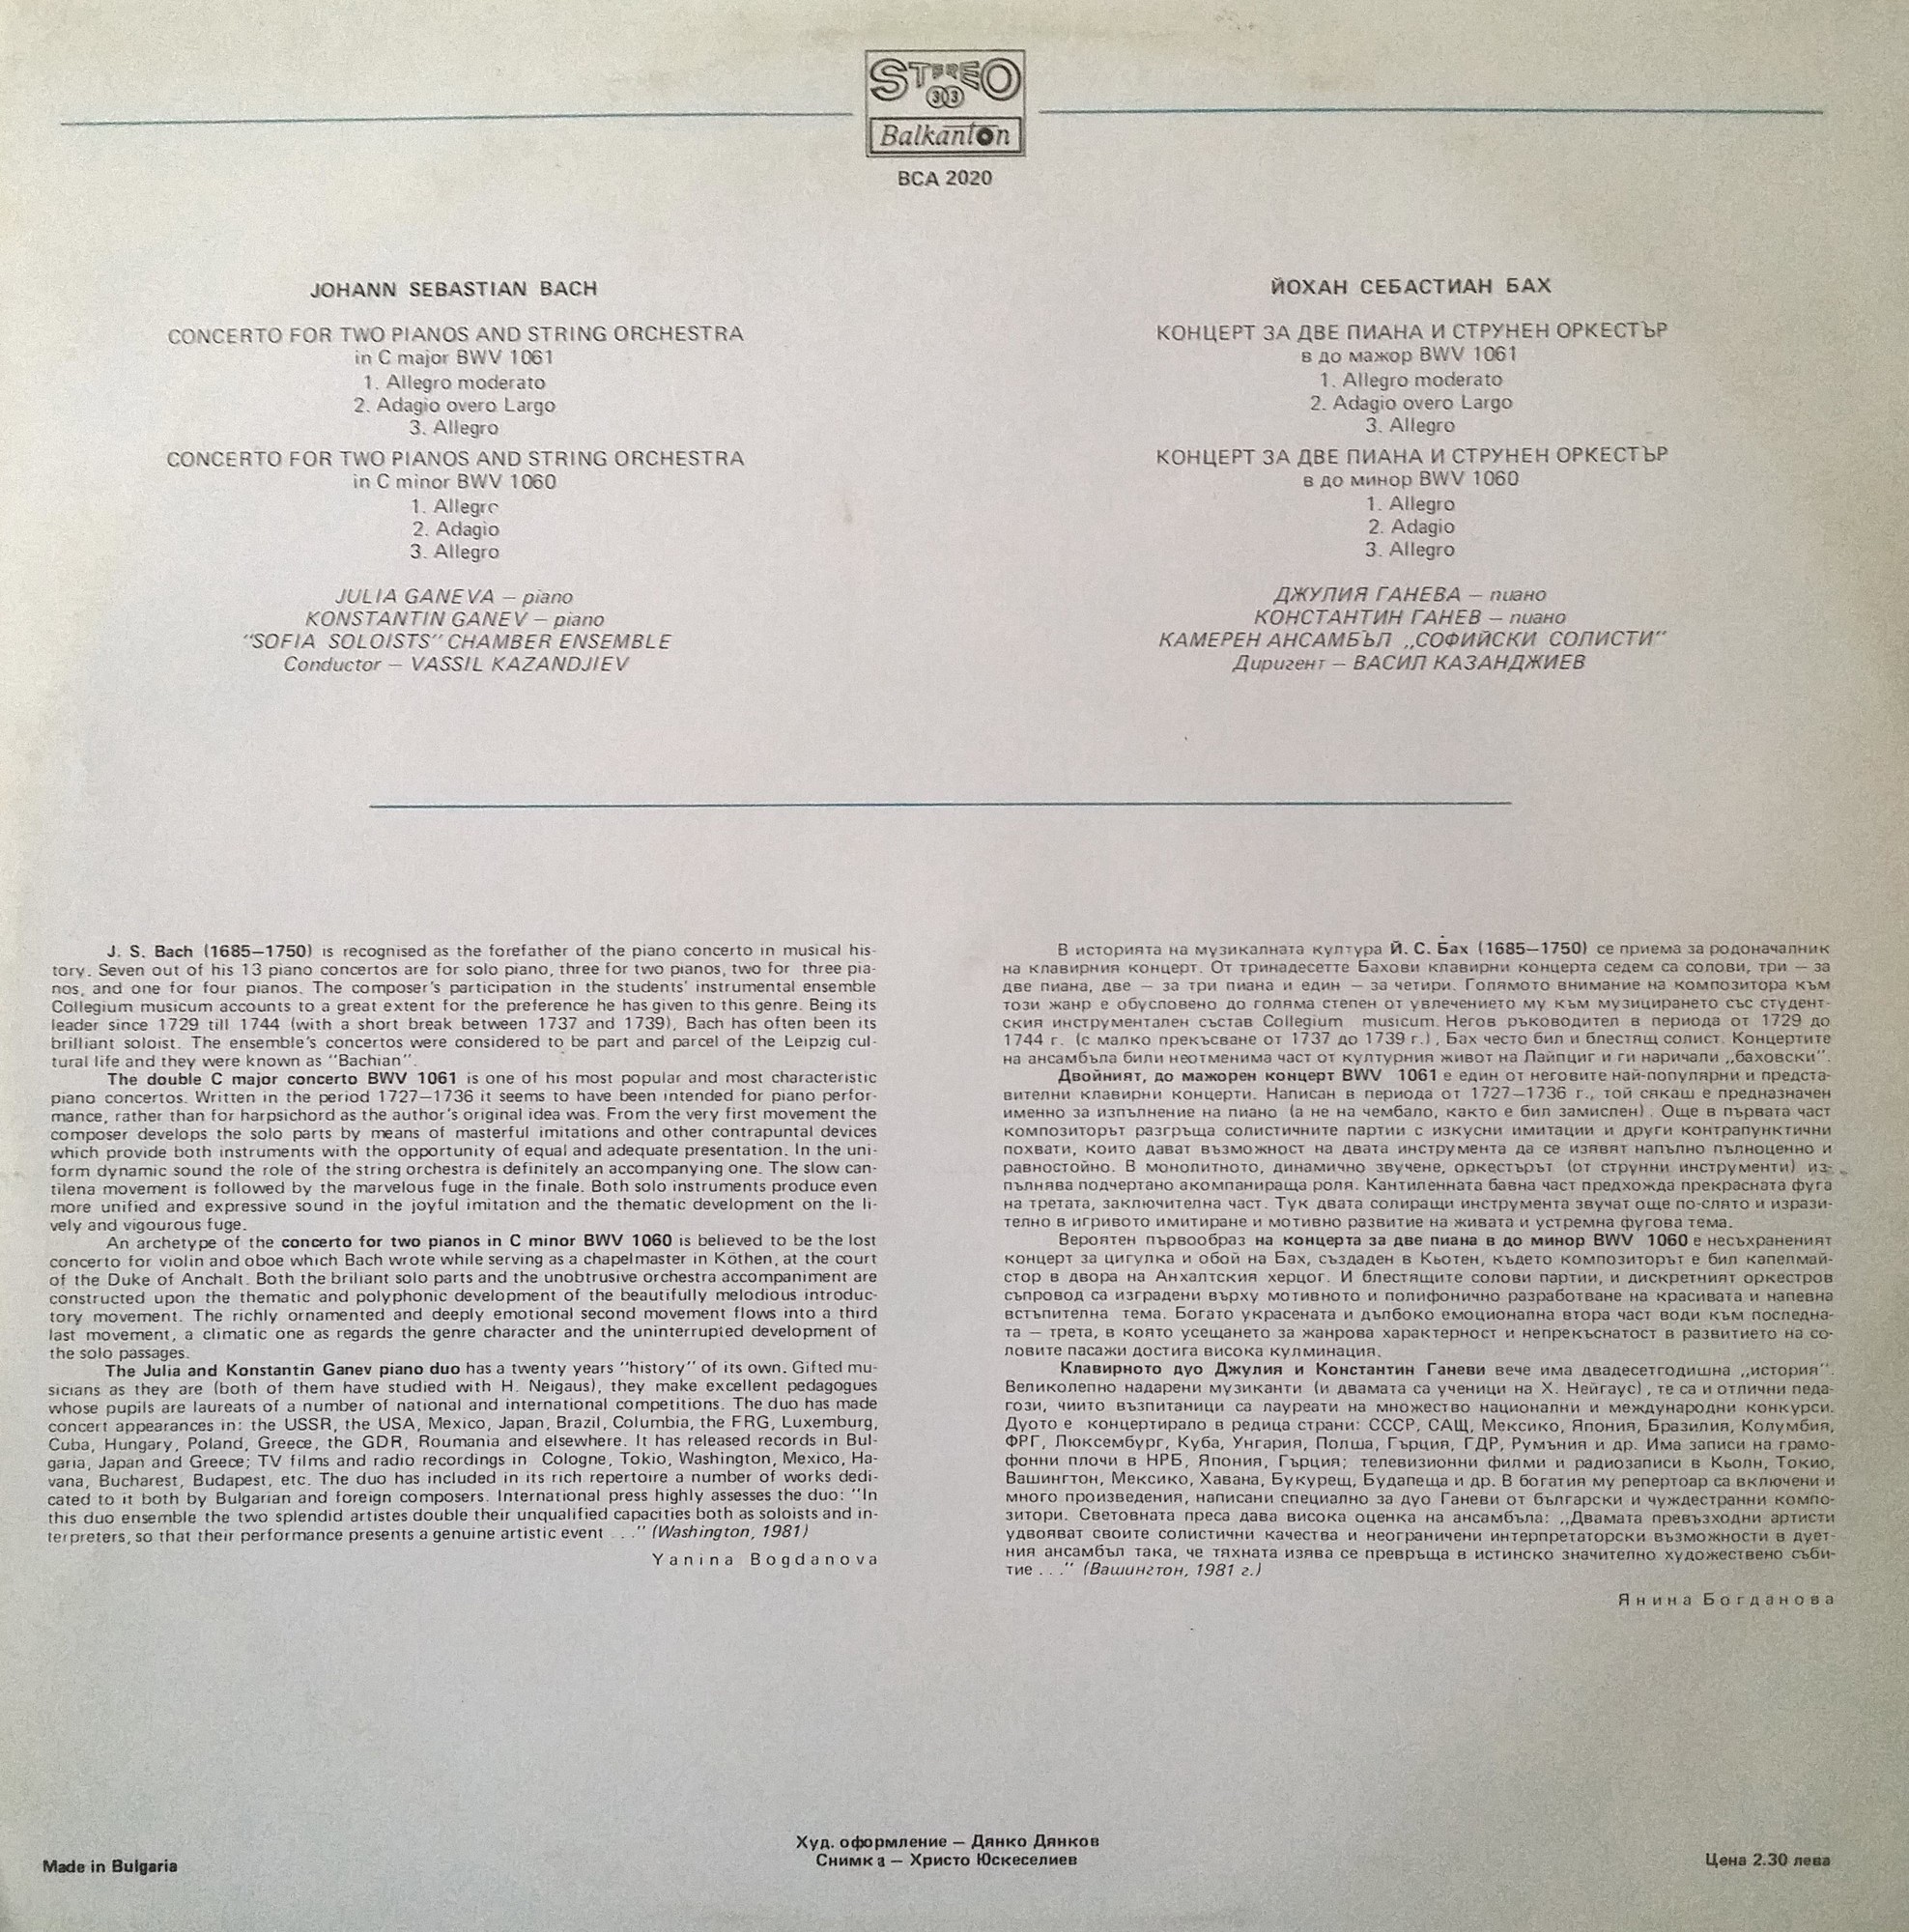 STEREO
33
Balkanton
BCA 2020
JOHANN SEBASTIAN BACH
CONCERTO FOR TWO PIANOS AND STRING ORCHESTRA
in C major BWV 1061
1. Allegro moderato
2. Adagio overo Largo
3. Allegro
CONCERTO FOR TWO PIANOS AND STRING ORCHESTRA
in C minor BWV 1060
1. Allegro
2. Adagio
3. Allegro
JULIA GANEVA – piano
KONSTANTIN GANEV – piano
"SOFIA SOLOISTS" CHAMBER ENSEMBLE
Conductor – VASSIL KAZANDJIEV
ЙОХАН СЕБАСТИАН БАХ
КОНЦЕРТ ЗА ДВЕ ПИАНА И СТРУНЕН ОРКЕСТЪР
в до мажор BWV 1061
1. Allegro moderato
2. Adagio overo Largo
3. Allegro
КОНЦЕРТ ЗА ДВЕ ПИАНА И СТРУНЕН ОРКЕСТЪР
в до минор BWV 1060
1. Allegro
2. Adagio
3. Allegro
ДЖУЛИЯ ГАНЕВА – пиано
КОНСТАНТИН ГАНЕВ – пиано
КАМЕРЕН АНСАМБЪЛ „СОФИЙСКИ СОЛИСТИ"
Диригент – ВАСИЛ КАЗАНДЖИЕВ
J. S. Bach (1685–1750) is recognised as the forefather of the piano concerto in musical his-
tory. Seven out of his 13 piano concertos are for solo piano, three for two pianos, two for three pia-
nos, and one for four pianos. The composer's participation in the students' instrumental ensemble
Collegium musicum accounts to a great extent for the preference he has given to this genre. Being its
leader since 1729 till 1744 (with a short break between 1737 and 1739), Bach has often been its
brilliant soloist. The ensemble's concertos were considered to be part and parcel of the Leipzig cul-
tural life and they were known as "Bachian".
The double C major concerto BWV 1061 is one of his most popular and most characteristic
piano concertos. Written in the period 1727–1736 it seems to have been intended for piano perfor-
mance, rather than for harpsichord as the author's original idea was. From the very first movement the
composer develops the solo parts by means of masterful imitations and other contrapuntal devices
which provide both instruments with the opportunity of equal and adequate presentation. In the uni-
form dynamic sound the role of the string orchestra is definitely an accompanying one. The slow can-
tilena movement is followed by the marvelous fuge in the finale. Both solo instruments produce even
more unified and expressive sound in the joyful imitation and the thematic development on the li-
vely and vigourous fuge.
An archetype of the concerto for two pianos in C minor BWV 1060 is believed to be the lost
concerto for violin and oboe which Bach wrote while serving as a chapelmaster in Köthen, at the court
of the Duke of Anchalt. Both the briliant solo parts and the unobtrusive orchestra accompaniment are
constructed upon the thematic and polyphonic development of the beautifully melodious introduc-
tory movement. The richly ornamented and deeply emotional second movement flows into a third
last movement, a climatic one as regards the genre character and the uninterrupted development of
the solo passages.
The Julia and Konstantin Ganev piano duo has a twenty years "history" of its own. Gifted mu-
sicians as they are (both of them have studied with H. Neigaus), they make excellent pedagogues
whose pupils are laureats of a number of national and international competitions. The duo has made
concert appearances in: the USSR, the USA, Mexico, Japan, Brazil, Columbia, the FRG, Luxemburg,
Cuba, Hungary, Poland, Greece, the GDR, Roumania and elsewhere. It has released records in Bul-
garia, Japan and Greece; TV films and radio recordings in Cologne, Tokio, Washington, Mexico, Ha-
vana, Bucharest, Budapest, etc. The duo has included in its rich repertoire a number of works dedi-
cated to it both by Bulgarian and foreign composers. International press highly assesses the duo: "In
this duo ensemble the two splendid artistes double their unqualified capacities both as soloists and in-
terpreters, so that their performance presents a genuine artistic event . . ." (Washington, 1981)
Yanina Bogdanova
В историята на музикалната култура Й. С. Бах (1685–1750) се приема за родоначалник
на клавирния концерт. От тринадесетте Бахови клавирни концерта седем са солови, три – за
две пиана, две – за три пиана и един – за четири. Голямото внимание на композитора към
този жанр е обусловено до голяма степен от увлечението му към музицирането със студент-
ския инструментален състав Collegium musicum. Негов ръководител в периода от 1729 до
1744 г. (с малко прекъсване от 1737 до 1739 г.), Бах често бил и блестящ солист. Концертите
на ансамбъла били неотменима част от културния живот на Лайпциг и ги наричали „баховски".
Двойният, до мажорен концерт BWV 1061 е един от неговите най-популярни и предста-
вителни клавирни концерти. Написан в периода от 1727–1736 г., той сякаш е предназначен
именно за изпълнение на пиано (а не на чембало, както е бил замислен). Още в първата част
композиторът разгръща солистичните партии с изкусни имитации и други контрапунктични
похвати, които дават възможност на двата инструмента да се изявят напълно пълноценно и
равностойно. В монолитното, динамично звучене, оркестърът (от струнни инструменти) из-
пълнява подчертано акомпанираща роля. Кантиленната бавна част предхожда прекрасната фуга
на третата, заключителна част. Тук двата солиращи инструмента звучат още по-слято и изрази-
телно в игривото имитиране и мотивно развитие на живата и устремна фугова тема.
Вероятен първообраз на концерта за две пиана в до минор BWV 1060 е несъхраненият
концерт за цигулка и обой на Бах, създаден в Кьотен, където композиторът е бил капелмай-
стор в двора на Анхалтския херцог. И блестящите солови партии, и дискретният оркестров
съпровод са изградени върху мотивното и полифонично разработване на красивата и напевна
встъпителна тема. Богато украсената и дълбоко емоционална втора част води към последна-
та – трета, в която усещането за жанрова характерност и непрекъснатост в развитието на со-
ловите пасажи достига висока кулминация.
Клавирното дуо Джулия и Константин Ганеви вече има двадесетгодишна „история".
Великолепно надарени музиканти (и двамата са ученици на Х. Нейгаус), те са и отлични педа-
гози, чиито възпитаници са лауреати на множество национални и международни конкурси.
Дуото е концертирало в редица страни: СССР, САЩ, Мексико, Япония, Бразилия, Колумбия,
ФРГ, Люксембург, Куба, Унгария, Полша, Гърция, ГДР, Румъния и др. Има записи на грамо-
фонни плочи в НРБ, Япония, Гърция; телевизионни филми и радиозаписи в Кьолн, Токио,
Вашингтон, Мексико, Хавана, Букурещ, Будапеща и др. В богатия му репертоар са включени и
много произведения, написани специално за дуо Ганеви от български и чуждестранни компо-
зитори. Световната преса дава висока оценка на ансамбъла: „Двамата превъзходни артисти
удвояват своите солистични качества и неограничени интерпретаторски възможности в дует-
ния ансамбъл така, че тяхната изява се превръща в истинско значително художествено съби-
тие . . ." (Вашингтон, 1981 г.)
Янина Богданова
Made in Bulgaria
Худ. оформление – Дянко Дянков
Снимка – Христо Юскеселиев
Цена 2.30 лева